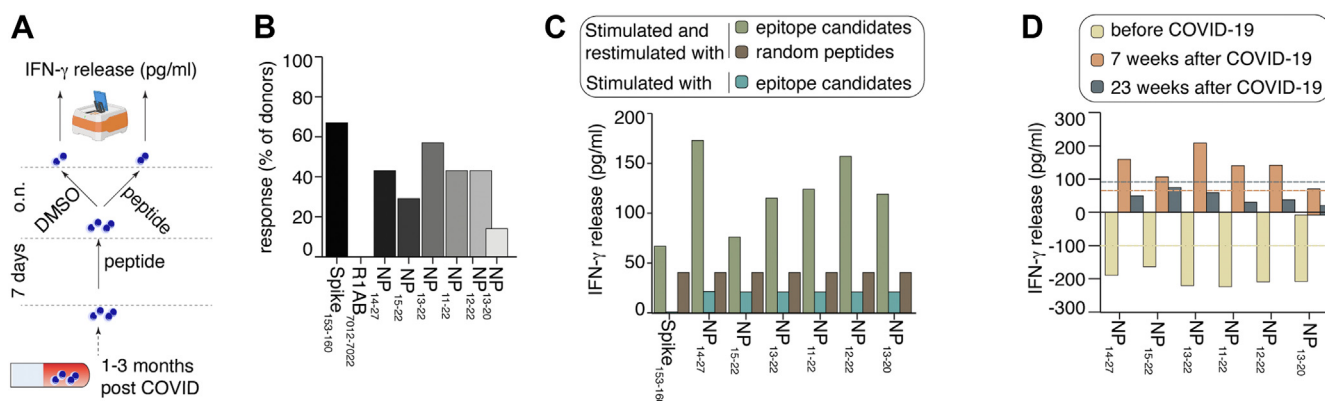 A
IFN-γ release (pg/ml)
o.n.
DMSO
peptide
7 days
peptide
1-3 months
post COVID
B
response (% of donors)
100
80
60
40
20
0
Spike 153-160
R1AB 7012-7022
NP 14-27
NP 15-22
NP 13-22
NP 11-22
NP 12-22
NP 13-20
C
Stimulated and
restimulated with
epitope candidates
random peptides
Stimulated with
epitope candidates
IFN-γ release (pg/ml)
200
150
100
50
0
Spike 153-160
NP 14-27
NP 15-22
NP 13-22
NP 11-22
NP 12-22
NP 13-20
D
before COVID-19
7 weeks after COVID-19
23 weeks after COVID-19
IFN-γ release (pg/ml)
300
200
100
0
-100
-200
-300
NP 14-27
NP 15-22
NP 13-22
NP 11-22
NP 12-22
NP 13-20